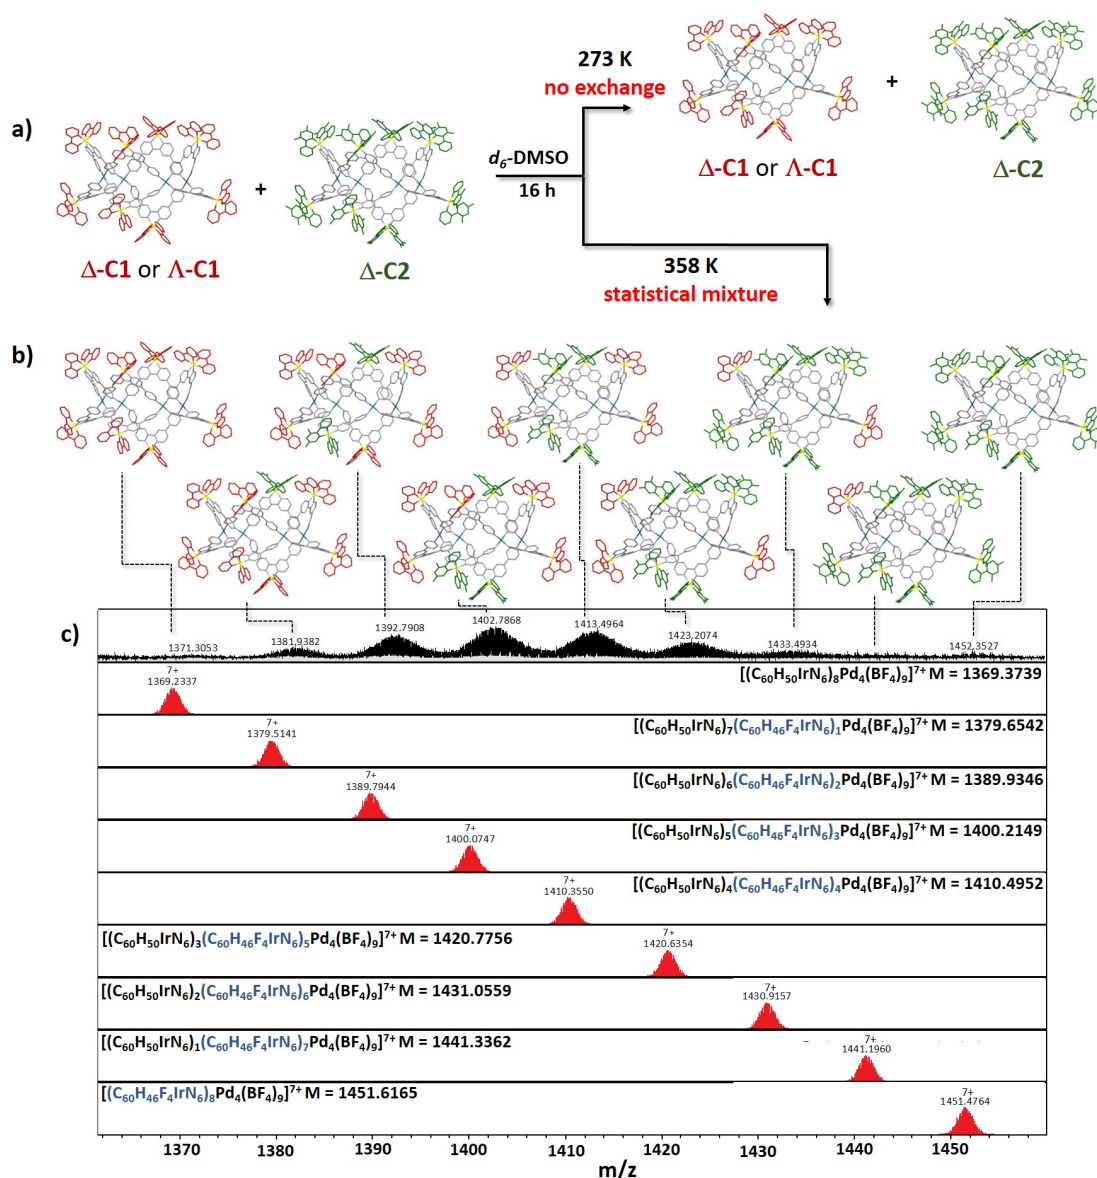 a)
Δ-C1 or Λ-C1
+
Δ-C2
d₆-DMSO
16 h
273 K
no exchange
358 K
statistical mixture
Δ-C1 or Λ-C1
+
Δ-C2
b)
c)
1371.3053
1381.9382
1392.7908
1402.7868
1413.4964
1423.2074
1433.4934
1452.3527
7+
1369.2337
[(C₆₀H₅₀IrN₆)₈Pd₄(BF₄)₉]⁷⁺ M = 1369.3739
7+
1379.5141
[(C₆₀H₅₀IrN₆)₇(C₆₀H₄₆F₄IrN₆)₁Pd₄(BF₄)₉]⁷⁺ M = 1379.6542
7+
1389.7944
[(C₆₀H₅₀IrN₆)₆(C₆₀H₄₆F₄IrN₆)₂Pd₄(BF₄)₉]⁷⁺ M = 1389.9346
7+
1400.0747
[(C₆₀H₅₀IrN₆)₅(C₆₀H₄₆F₄IrN₆)₃Pd₄(BF₄)₉]⁷⁺ M = 1400.2149
7+
1410.3550
[(C₆₀H₅₀IrN₆)₄(C₆₀H₄₆F₄IrN₆)₄Pd₄(BF₄)₉]⁷⁺ M = 1410.4952
[(C₆₀H₅₀IrN₆)₃(C₆₀H₄₆F₄IrN₆)₅Pd₄(BF₄)₉]⁷⁺ M = 1420.7756
7+
1420.6354
[(C₆₀H₅₀IrN₆)₂(C₆₀H₄₆F₄IrN₆)₆Pd₄(BF₄)₉]⁷⁺ M = 1431.0559
7+
1430.9157
[(C₆₀H₅₀IrN₆)₁(C₆₀H₄₆F₄IrN₆)₇Pd₄(BF₄)₉]⁷⁺ M = 1441.3362
7+
1441.1960
[(C₆₀H₄₆F₄IrN₆)₈Pd₄(BF₄)₉]⁷⁺ M = 1451.6165
7+
1451.4764
1370 1380 1390 1400 1410 1420 1430 1440 1450
m/z